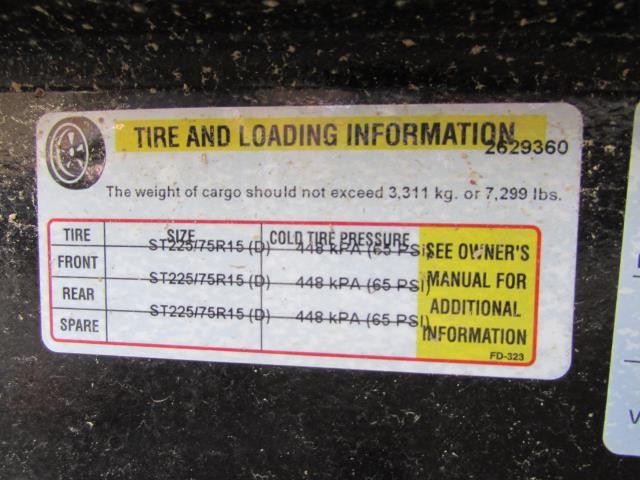 TIRE AND LOADING INFORMATION
2629360
The weight of cargo should not exceed 3,311 kg. or 7,299 lbs.
TIRE SIZE COLD TIRE PRESSURE
FRONT ST225/75R15 (D) 448 kPA (65 PSI)
REAR ST225/75R15 (D) 448 kPA (65 PSI)
SPARE ST225/75R15 (D) 448 kPA (65 PSI)
SEE OWNER'S
MANUAL FOR
ADDITIONAL
INFORMATION
FD-323